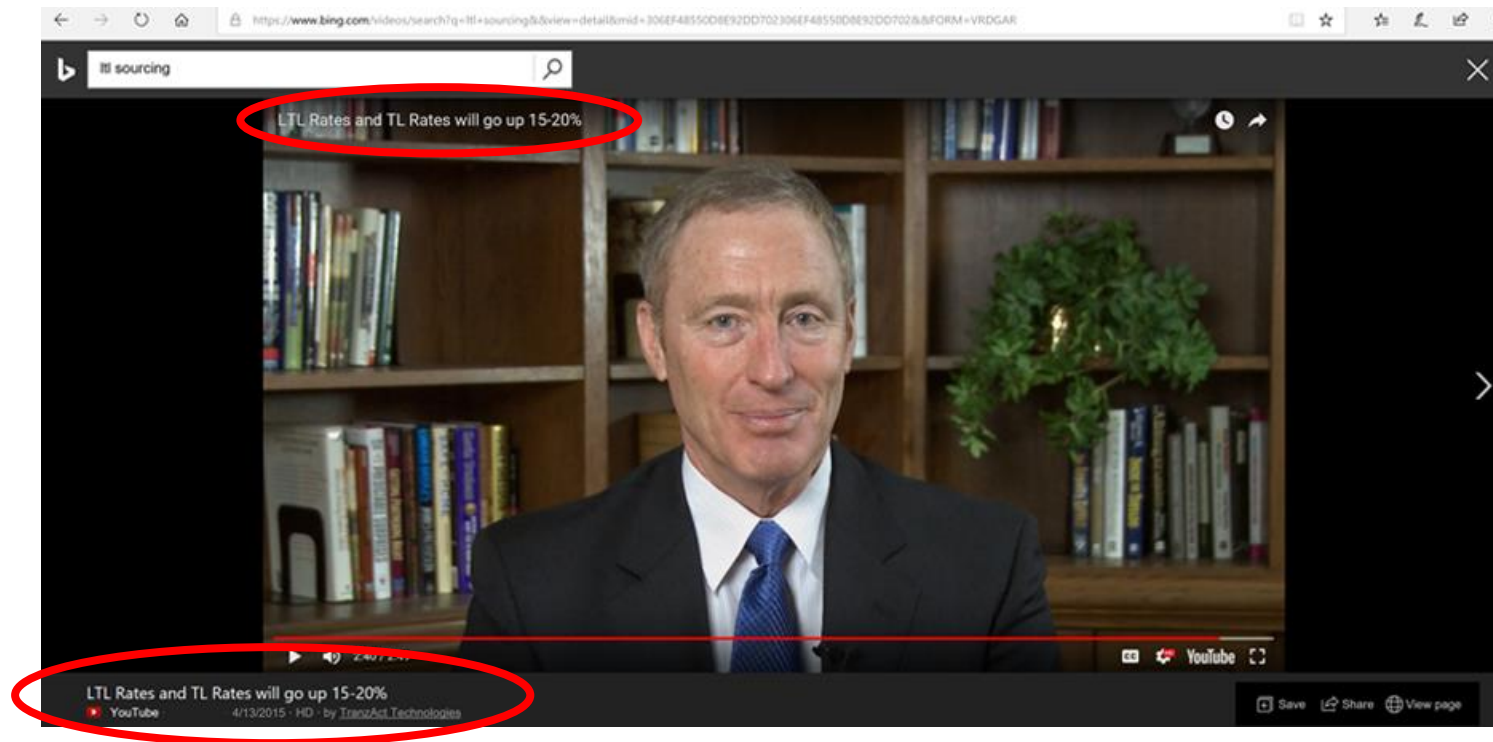 https://www.bing.com/videos/search?q=ltl+sourcing&&view=detail&mid=306EF48550D8E92DD702306EF48550D8E92DD702&&FORM=VRDGAR
ltl sourcing
LTL Rates and TL Rates will go up 15-20%
CC HD YouTube
LTL Rates and TL Rates will go up 15-20%
YouTube 4/13/2015 · HD · by TranzAct Technologies
Save Share View page